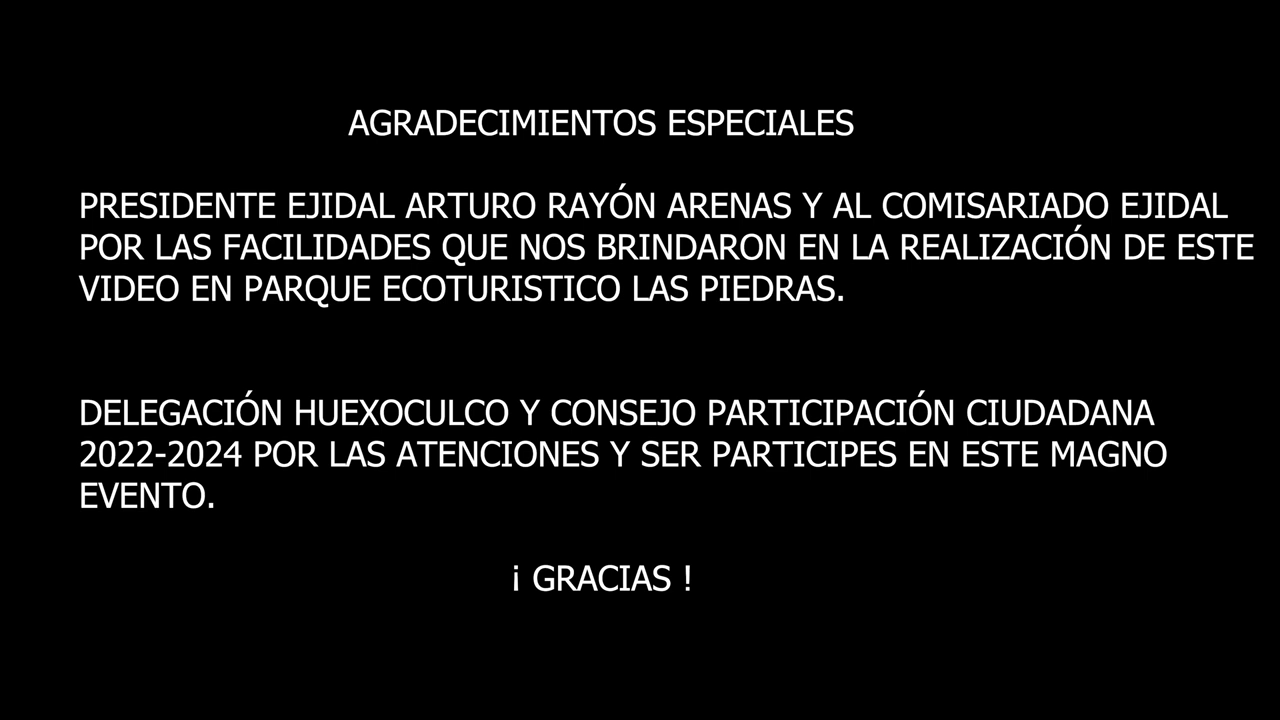 AGRADECIMIENTOS ESPECIALES
PRESIDENTE EJIDAL ARTURO RAYÓN ARENAS Y AL COMISARIADO EJIDAL
POR LAS FACILIDADES QUE NOS BRINDARON EN LA REALIZACIÓN DE ESTE
VIDEO EN PARQUE ECOTURISTICO LAS PIEDRAS.
DELEGACIÓN HUEXOCULCO Y CONSEJO PARTICIPACIÓN CIUDADANA
2022-2024 POR LAS ATENCIONES Y SER PARTICIPES EN ESTE MAGNO
EVENTO.
¡ GRACIAS !